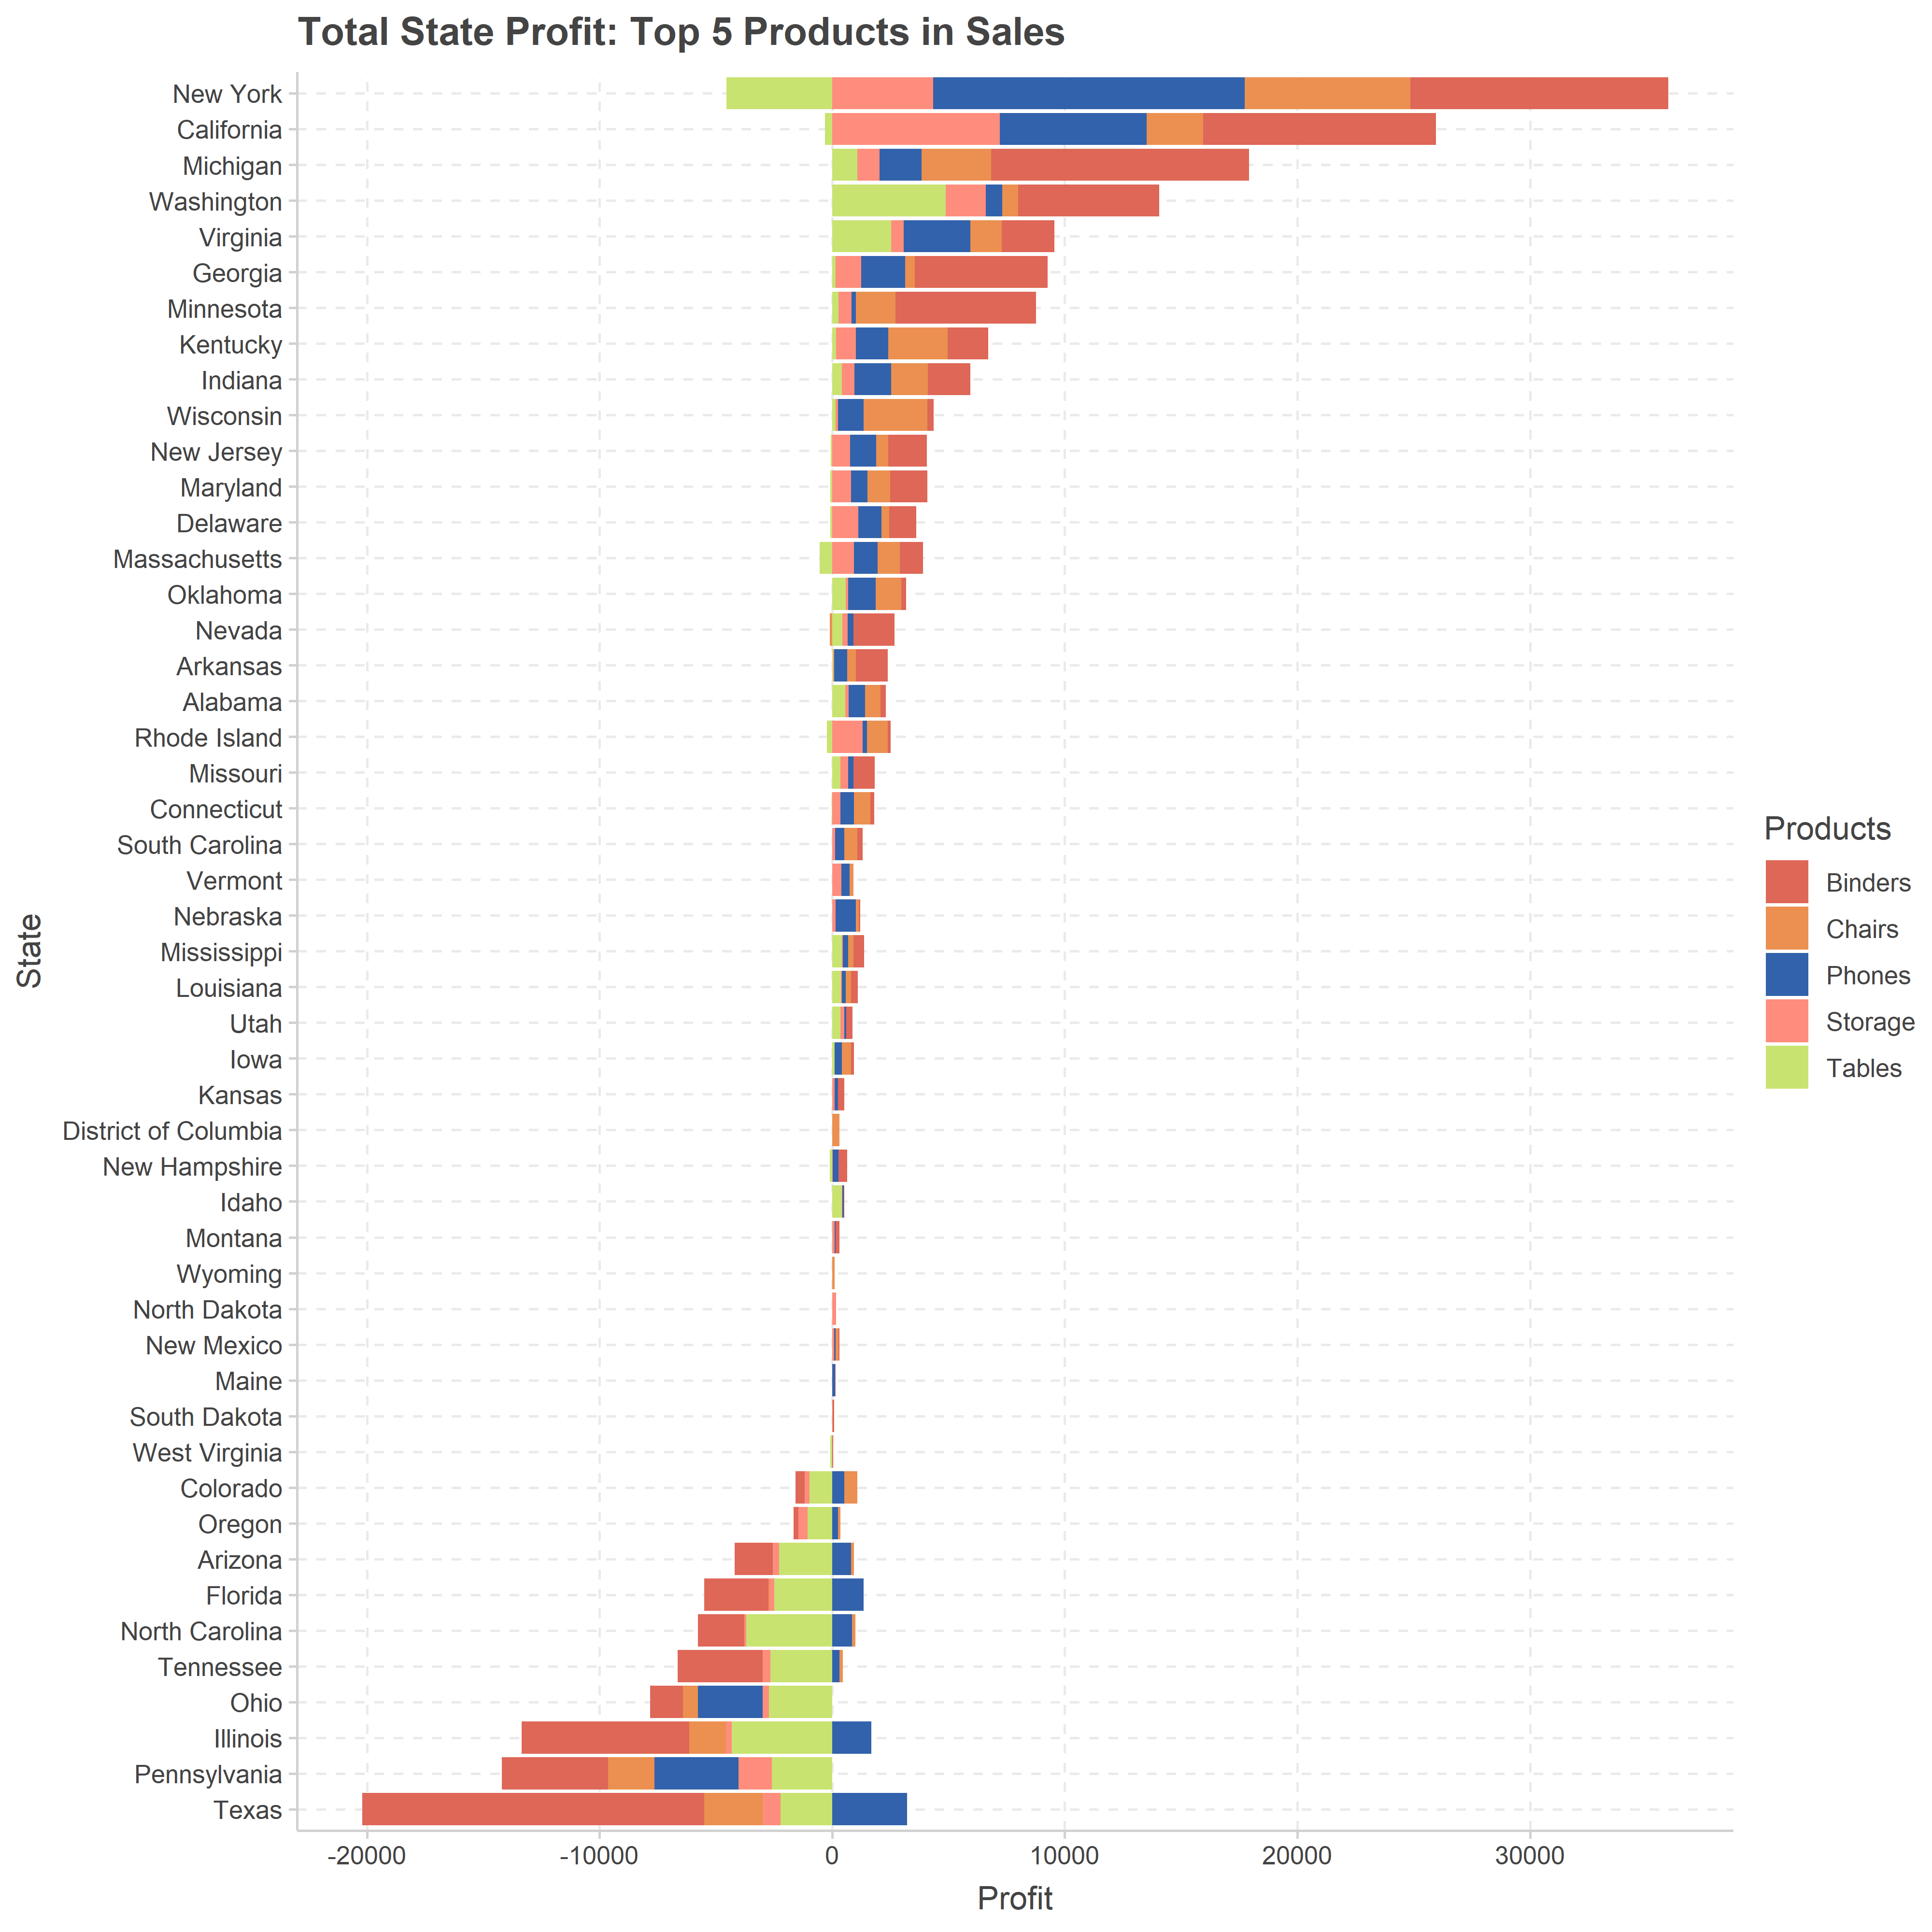 Total State Profit: Top 5 Products in Sales
New York
California
Michigan
Washington
Virginia
Georgia
Minnesota
Kentucky
Indiana
Wisconsin
New Jersey
Maryland
Delaware
Massachusetts
Oklahoma
Nevada
Arkansas
Alabama
Rhode Island
Missouri
Connecticut
South Carolina
Vermont
Nebraska
Mississippi
Louisiana
Utah
Iowa
Kansas
District of Columbia
New Hampshire
Idaho
Montana
Wyoming
North Dakota
New Mexico
Maine
South Dakota
West Virginia
Colorado
Oregon
Arizona
Florida
North Carolina
Tennessee
Ohio
Illinois
Pennsylvania
Texas
State
-20000 -10000 0 10000 20000 30000
Profit
Products
Binders
Chairs
Phones
Storage
Tables